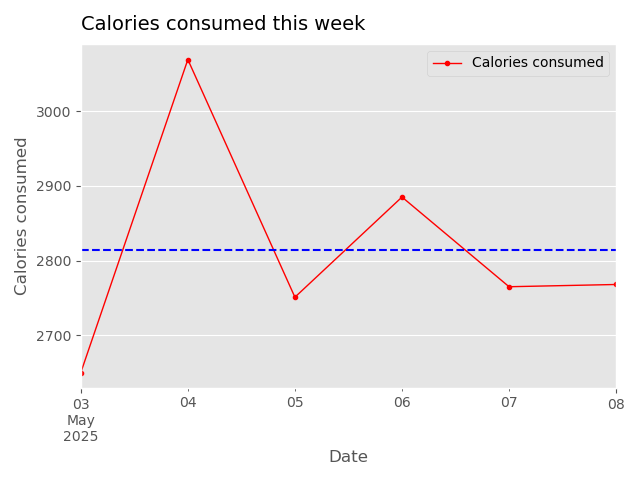 Calories consumed this week
Calories consumed
3000
2900
2800
2700
Calories consumed
03
May
2025
04
05
06
07
08
Date